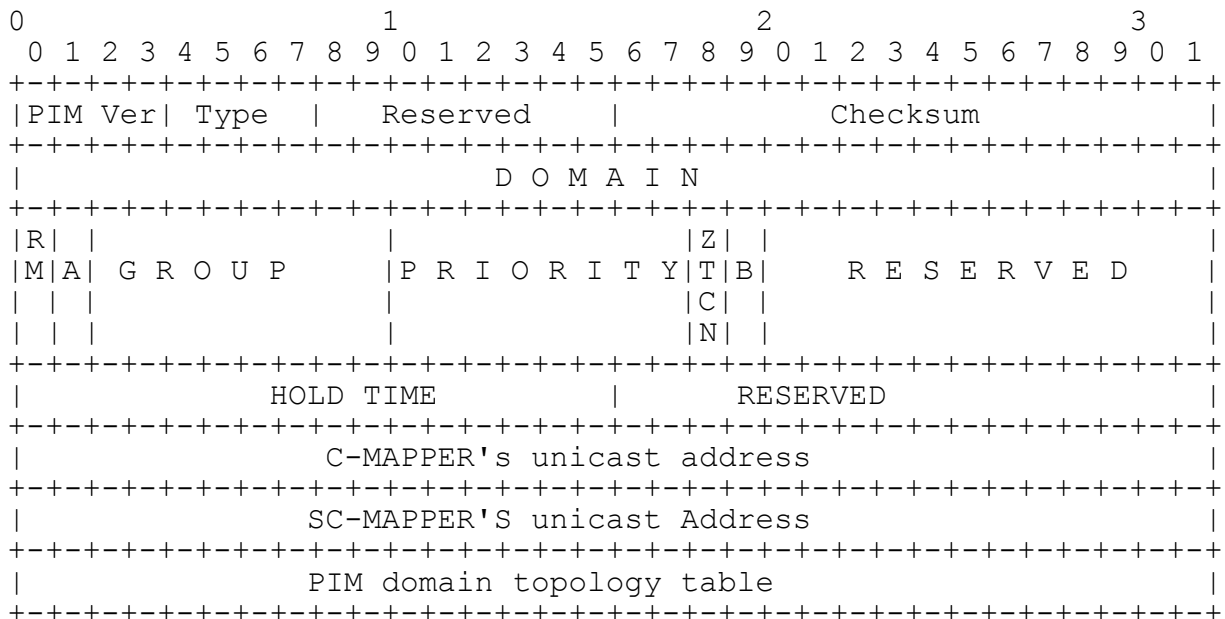 0                   1                   2                   3
 0 1 2 3 4 5 6 7 8 9 0 1 2 3 4 5 6 7 8 9 0 1 2 3 4 5 6 7 8 9 0 1
+-+-+-+-+-+-+-+-+-+-+-+-+-+-+-+-+-+-+-+-+-+-+-+-+-+-+-+-+-+-+-+-+
|PIM Ver| Type  |   Reserved    |           Checksum            |
+-+-+-+-+-+-+-+-+-+-+-+-+-+-+-+-+-+-+-+-+-+-+-+-+-+-+-+-+-+-+-+-+
|                         D O M A I N                           |
+-+-+-+-+-+-+-+-+-+-+-+-+-+-+-+-+-+-+-+-+-+-+-+-+-+-+-+-+-+-+-+-+
|R| |               |               |Z| |                       |
|M|A| G R O U P     |P R I O R I T Y|T|B|    R E S E R V E D    |
| | |               |               |C| |                       |
| | |               |               |N| |                       |
+-+-+-+-+-+-+-+-+-+-+-+-+-+-+-+-+-+-+-+-+-+-+-+-+-+-+-+-+-+-+-+-+
|             HOLD TIME         |      RESERVED                 |
+-+-+-+-+-+-+-+-+-+-+-+-+-+-+-+-+-+-+-+-+-+-+-+-+-+-+-+-+-+-+-+-+
|                C-MAPPER's unicast address                     |
+-+-+-+-+-+-+-+-+-+-+-+-+-+-+-+-+-+-+-+-+-+-+-+-+-+-+-+-+-+-+-+-+
|               SC-MAPPER'S unicast Address                     |
+-+-+-+-+-+-+-+-+-+-+-+-+-+-+-+-+-+-+-+-+-+-+-+-+-+-+-+-+-+-+-+-+
|               PIM domain topology table                       |
+-+-+-+-+-+-+-+-+-+-+-+-+-+-+-+-+-+-+-+-+-+-+-+-+-+-+-+-+-+-+-+-+